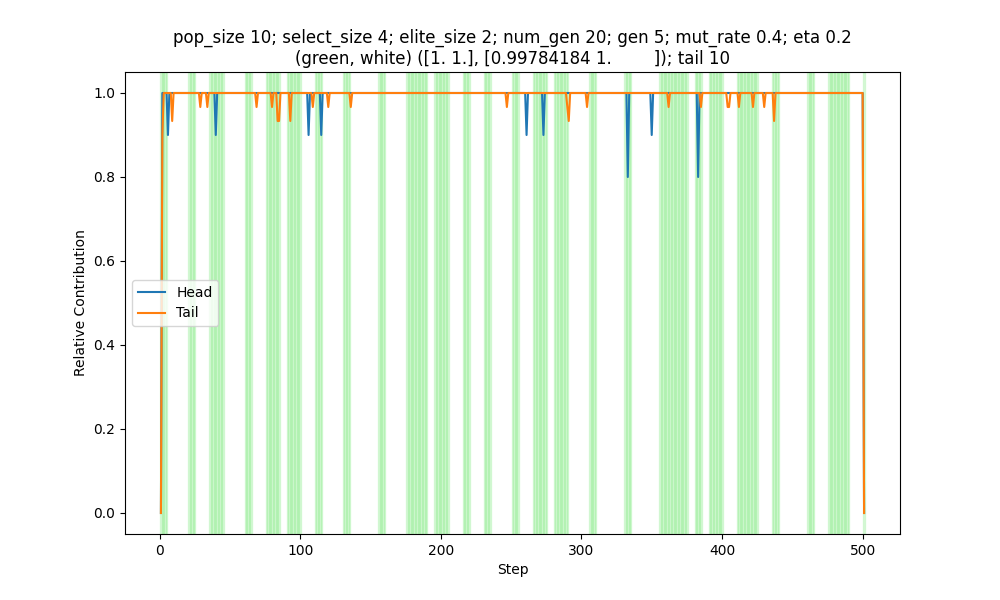 pop_size 10; select_size 4; elite_size 2; num_gen 20; gen 5; mut_rate 0.4; eta 0.2
(green, white) ([1. 1.], [0.99784184 1.         ]); tail 10
1.0
0.8
0.6
0.4
0.2
0.0
Relative Contribution
Head
Tail
0
100
200
300
400
500
Step